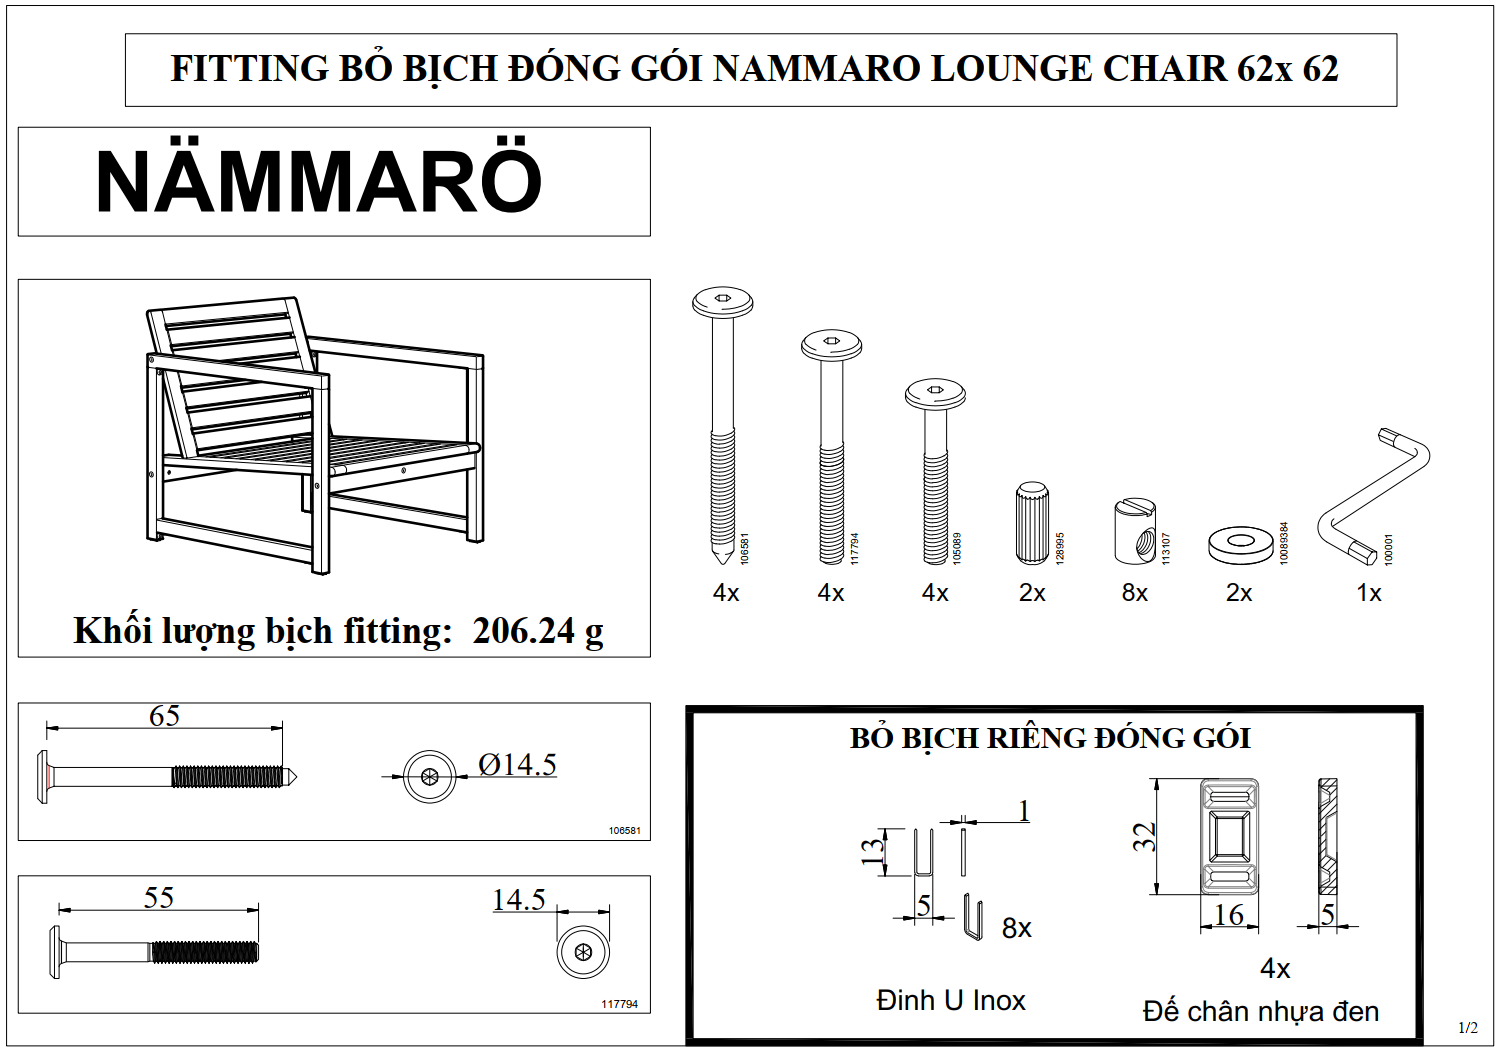 FITTING BỎ BỊCH ĐÓNG GÓI NAMMARO LOUNGE CHAIR 62x 62
NÄMMARÖ
Khối lượng bịch fitting: 206.24 g
106581
117794
105089
128995
113107
10089384
100001
4x
4x
4x
2x
8x
2x
1x
65
Ø14.5
106581
55
14.5
117794
BỎ BỊCH RIÊNG ĐÓNG GÓI
1
13
5
8x
Đinh U Inox
32
16
5
4x
Đế chân nhựa đen
1/2